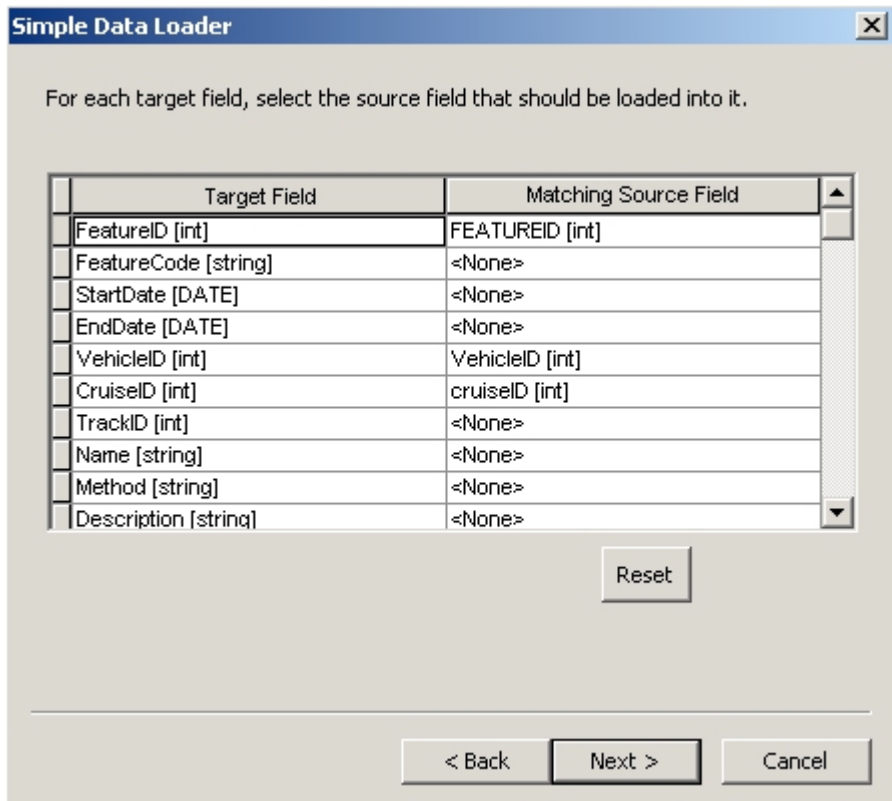 Simple Data Loader
For each target field, select the source field that should be loaded into it.
Target Field Matching Source Field
FeatureID [int] FEATUREID [int]
FeatureCode [string] <None>
StartDate [DATE] <None>
EndDate [DATE] <None>
VehicleID [int] VehicleID [int]
CruiseID [int] cruiseID [int]
TrackID [int] <None>
Name [string] <None>
Method [string] <None>
Description [string] <None>
Reset
< Back Next > Cancel